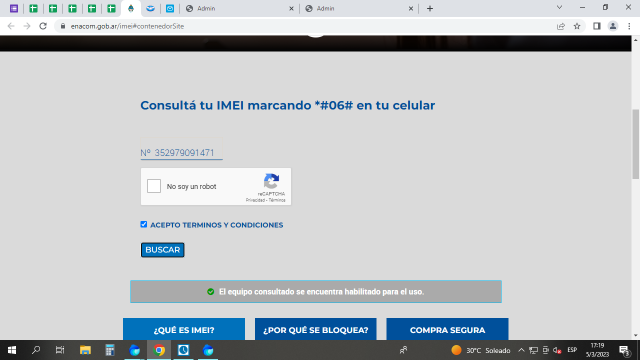 Admin
Admin
enacom.gob.ar/imei#contenedorSite
Consultá tu IMEI marcando *#06# en tu celular
Nº 352979091471
No soy un robot
reCAPTCHA
Privacidad - Términos
ACEPTO TERMINOS Y CONDICIONES
BUSCAR
El equipo consultado se encuentra habilitado para el uso.
¿QUÉ ES IMEI? ¿POR QUÉ SE BLOQUEA? COMPRA SEGURA
30°C Soleado
ESP
17:19
5/3/2023